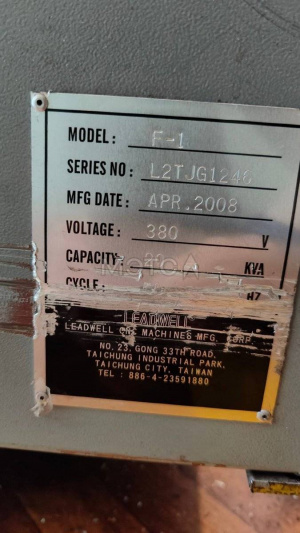 MODEL: F-1
SERIES NO: L2TJG1246
MFG DATE: APR.2008
VOLTAGE: 380 V
CAPACITY: 20 KVA
CYCLE: HZ
LEADWELL
LEADWELL CNC MACHINES MFG. CORP.
NO. 23, GONG 33TH ROAD,
TAICHUNG INDUSTRIAL PARK,
TAICHUNG CITY, TAIWAN
TEL : 886-4-23591880